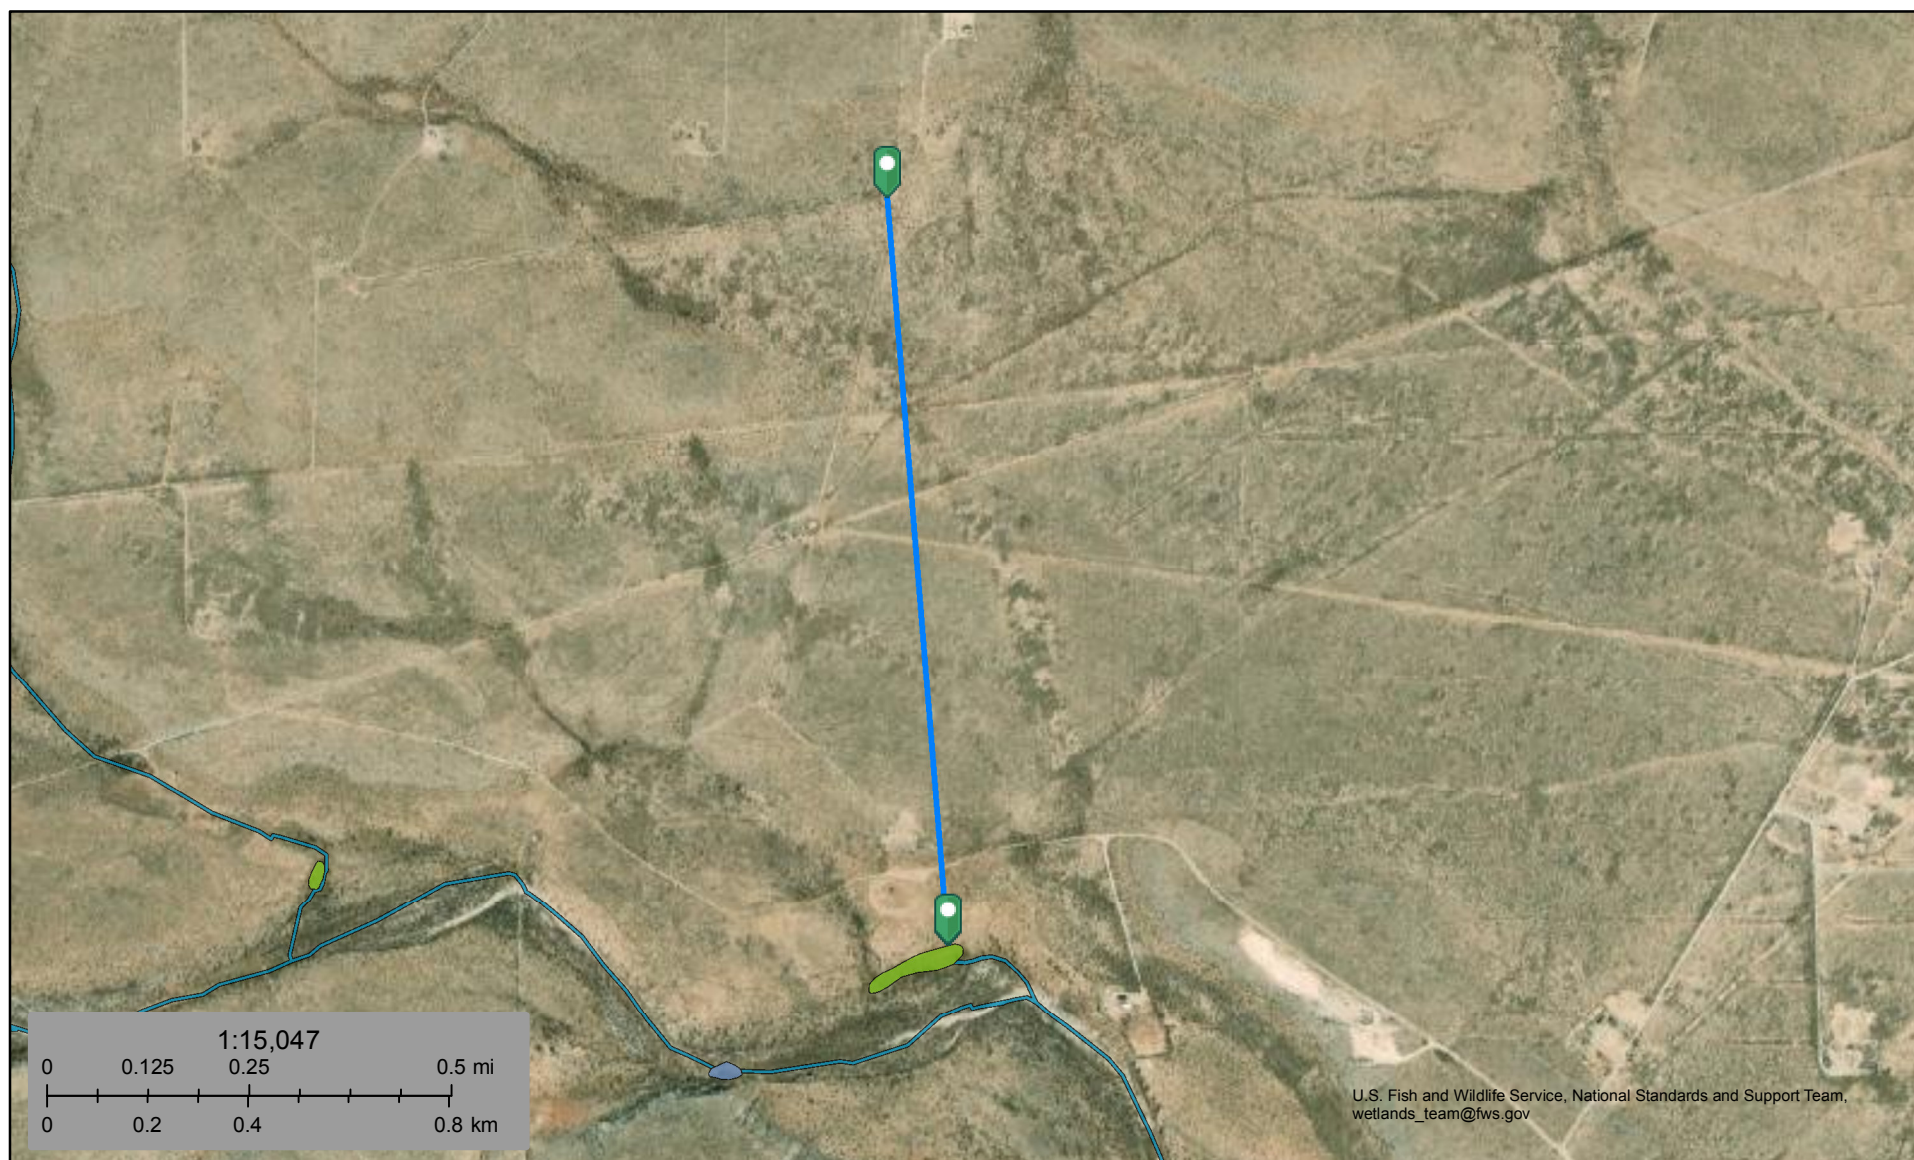 1:15,047
0 0.125 0.25 0.5 mi
0 0.2 0.4 0.8 km
U.S. Fish and Wildlife Service, National Standards and Support Team,
wetlands_team@fws.gov